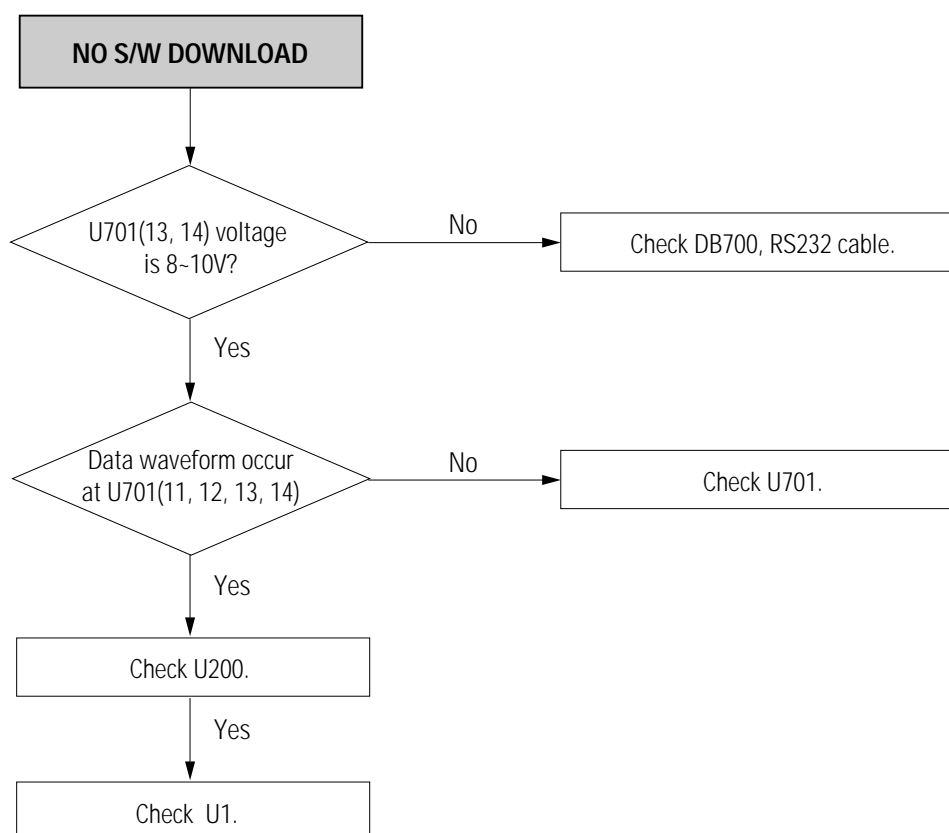 NO S/W DOWNLOAD
U701(13, 14) voltage
is 8~10V?
No
Check DB700, RS232 cable.
Yes
Data waveform occur
at U701(11, 12, 13, 14)
No
Check U701.
Yes
Check U200.
Yes
Check U1.